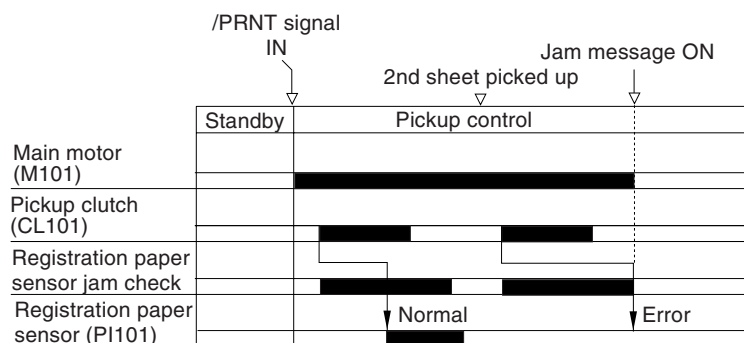 /PRNT signal
IN
Jam message ON
2nd sheet picked up
Standby
Pickup control
Main motor
(M101)
Pickup clutch
(CL101)
Registration paper
sensor jam check
Registration paper
sensor (PI101)
Normal
Error